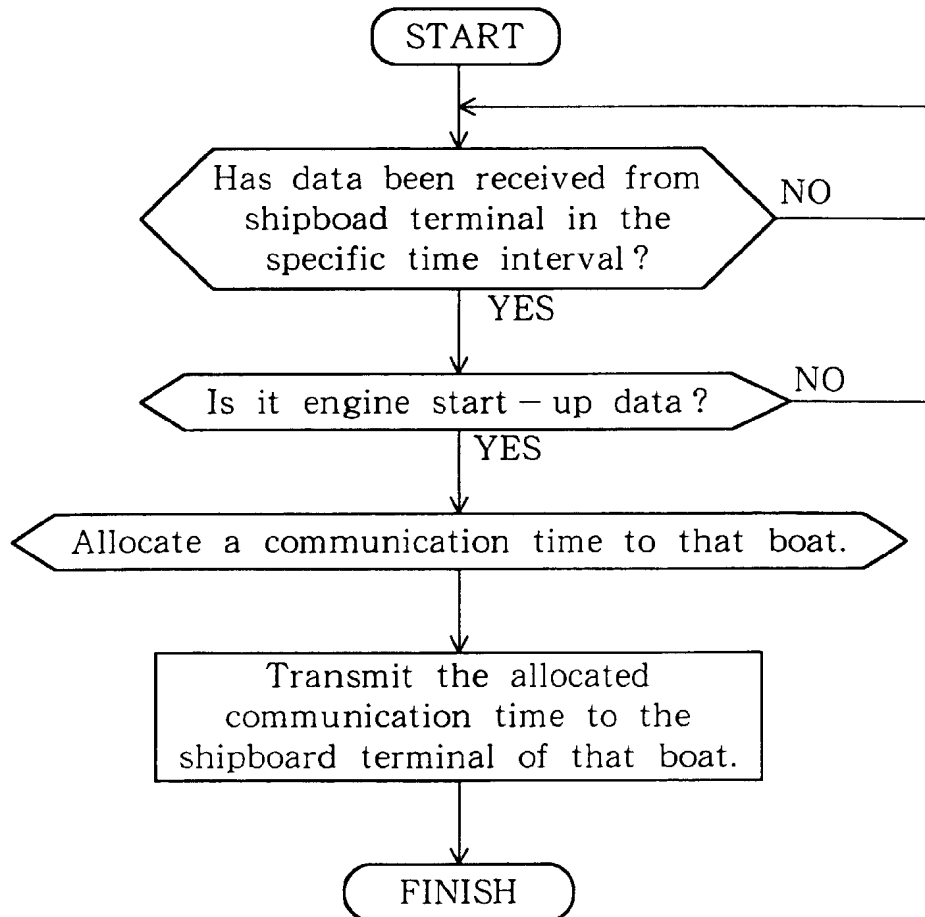 START
Has data been received from
shipboad terminal in the
specific time interval?
NO
YES
Is it engine start-up data?
NO
YES
Allocate a communication time to that boat.
Transmit the allocated
communication time to the
shipboard terminal of that boat.
FINISH